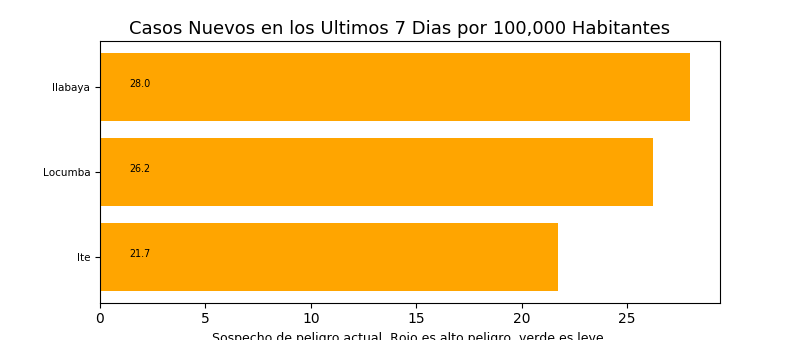 Casos Nuevos en los Ultimos 7 Dias por 100,000 Habitantes
Ilabaya
28.0
Locumba
26.2
Ite
21.7
0 5 10 15 20 25
Sospecho de peligro actual. Rojo es alto peligro, verde es leve